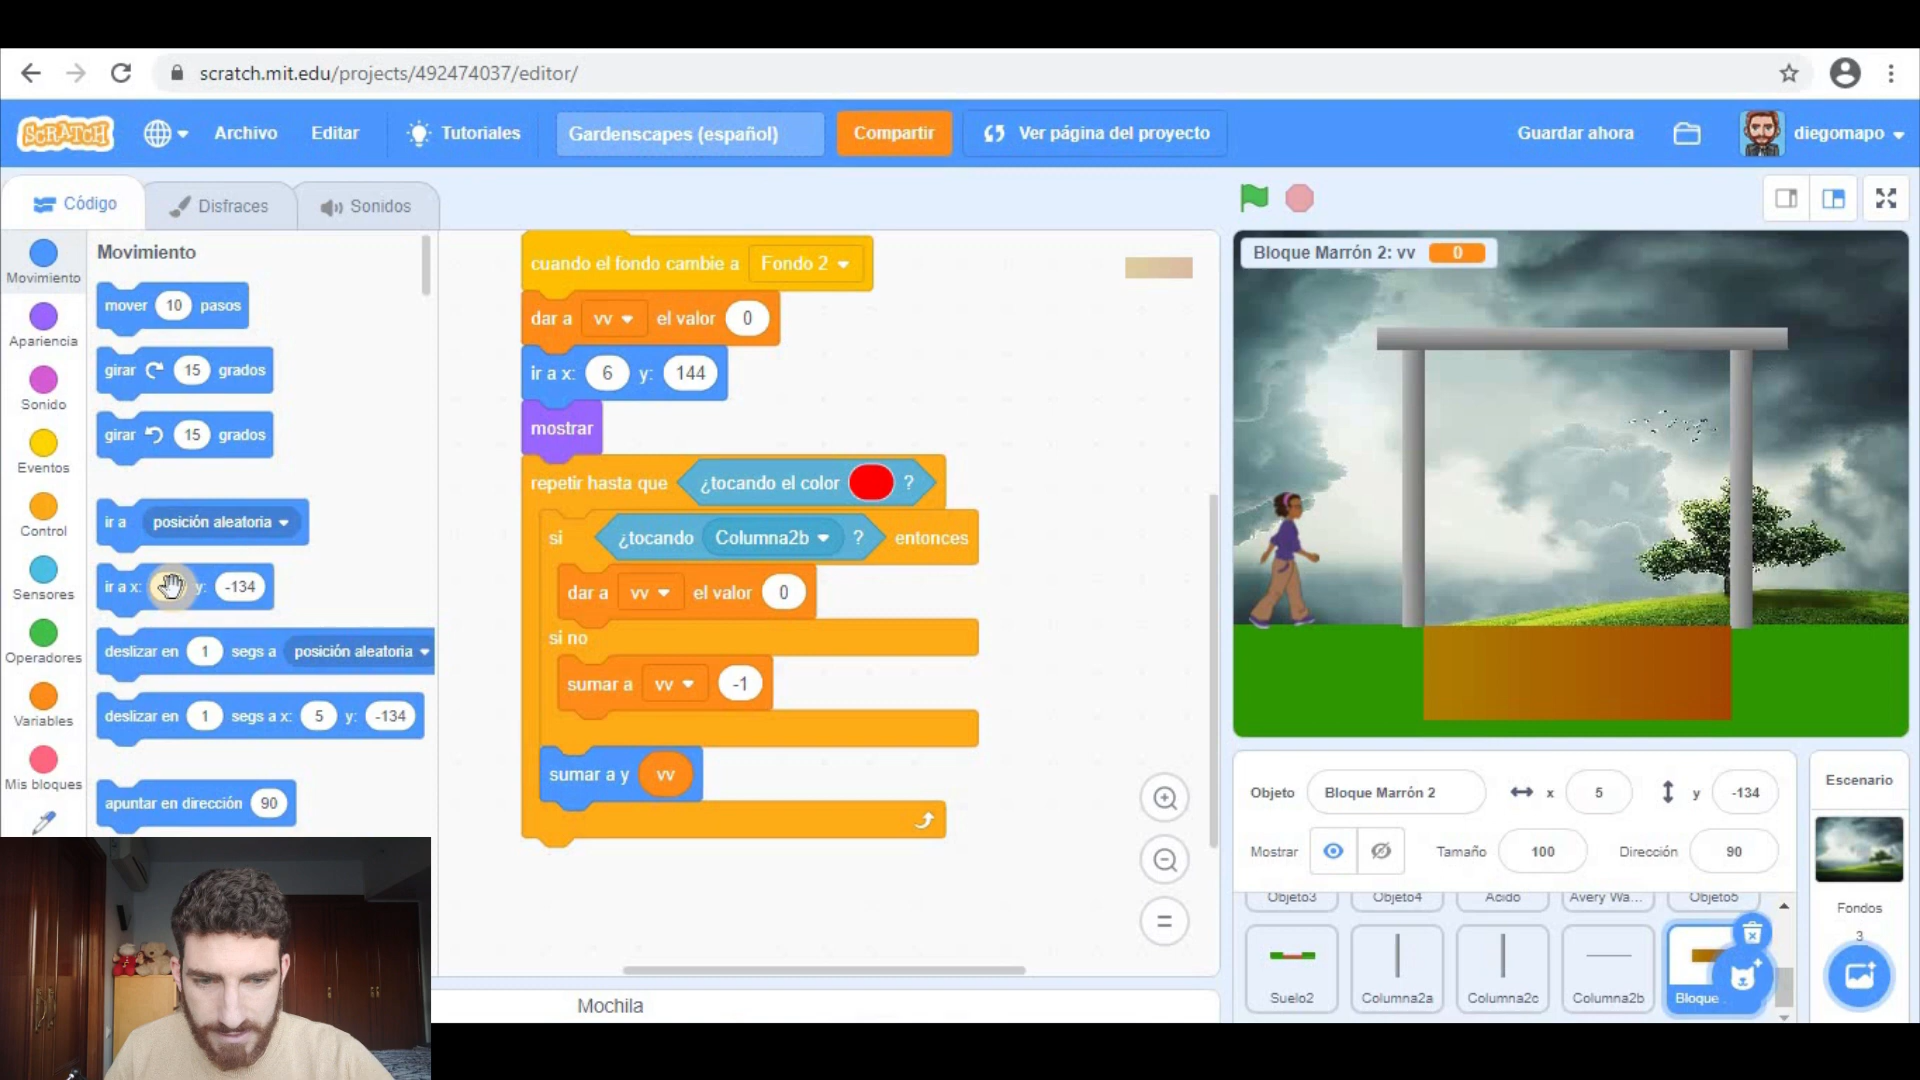 scratch.mit.edu/projects/492474037/editor/
SCRATCH
Archivo
Editar
Tutoriales
Gardenscapes (español)
Compartir
Ver página del proyecto
Guardar ahora
diegomapo
Código
Disfraces
Sonidos
Movimiento
Apariencia
Sonido
Eventos
Control
Sensores
Operadores
Variables
Mis bloques
Movimiento
mover 10 pasos
girar 15 grados
girar 15 grados
ir a posición aleatoria
ir a x: y: -134
deslizar en 1 segs a posición aleatoria
deslizar en 1 segs a x: 5 y: -134
apuntar en dirección 90
cuando el fondo cambie a Fondo 2
dar a vv el valor 0
ir a x: 6 y: 144
mostrar
repetir hasta que ¿tocando el color ?
si ¿tocando Columna2b ? entonces
dar a vv el valor 0
si no
sumar a vv -1
sumar a y vv
Mochila
Bloque Marrón 2: vv 0
Objeto Bloque Marrón 2 x 5 y -134
Mostrar Tamaño 100 Dirección 90
Objeto3 Objeto4 Acido Avery Wa... Objeto5
Suelo2 Columna2a Columna2c Columna2b Bloque
Escenario
Fondos
3